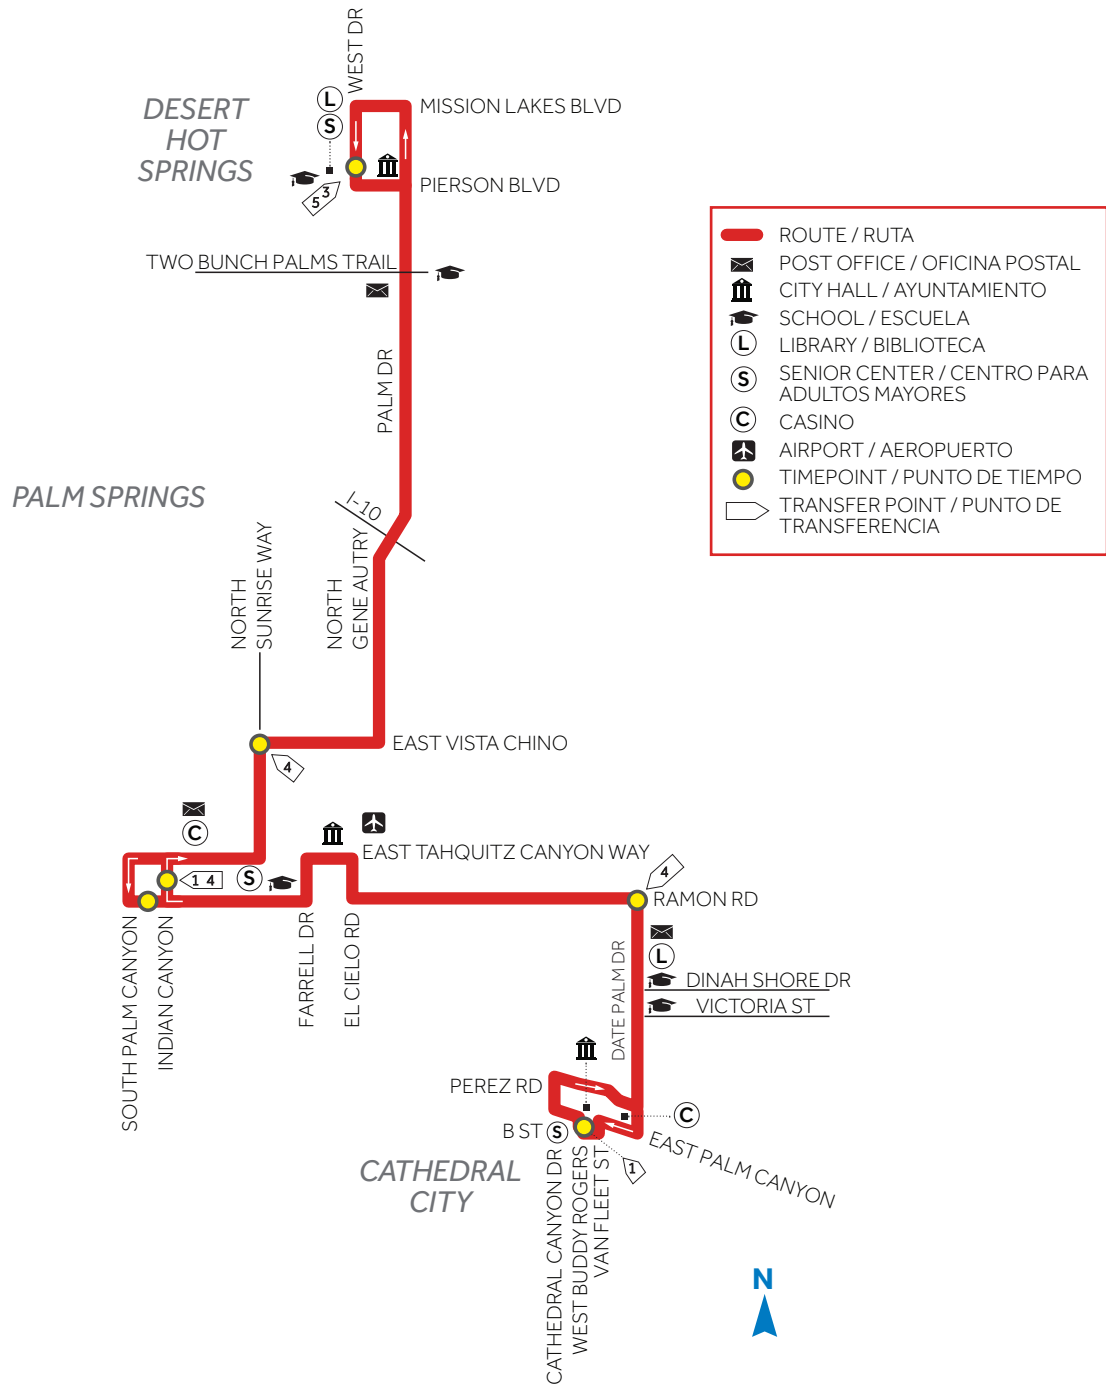 WEST DR
DESERT
HOT
SPRINGS
L
S
MISSION LAKES BLVD
PIERSON BLVD
5 3
TWO BUNCH PALMS TRAIL
PALM DR
PALM SPRINGS
I-10
NORTH
SUNRISE WAY
NORTH
GENE AUTRY
EAST VISTA CHINO
4
C
EAST TAHQUITZ CANYON WAY
1 4
S
4
RAMON RD
SOUTH PALM CANYON
INDIAN CANYON
FARRELL DR
EL CIELO RD
DATE PALM DR
L
DINAH SHORE DR
VICTORIA ST
PEREZ RD
C
B ST
S
EAST PALM CANYON
1
CATHEDRAL
CITY
CATHEDRAL CANYON DR
WEST BUDDY ROGERS
VAN FLEET ST
N
ROUTE / RUTA
POST OFFICE / OFICINA POSTAL
CITY HALL / AYUNTAMIENTO
SCHOOL / ESCUELA
L LIBRARY / BIBLIOTECA
S SENIOR CENTER / CENTRO PARA
ADULTOS MAYORES
C CASINO
AIRPORT / AEROPUERTO
TIMEPOINT / PUNTO DE TIEMPO
TRANSFER POINT / PUNTO DE
TRANSFERENCIA